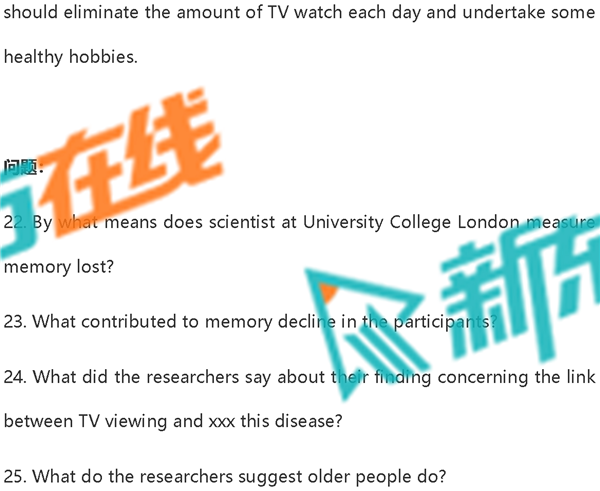 should eliminate the amount of TV watch each day and undertake some
healthy hobbies.
问题:
22. By what means does scientist at University College London measure
memory lost?
23. What contributed to memory decline in the participants?
24. What did the researchers say about their finding concerning the link
between TV viewing and xxx this disease?
25. What do the researchers suggest older people do?
在线
新东